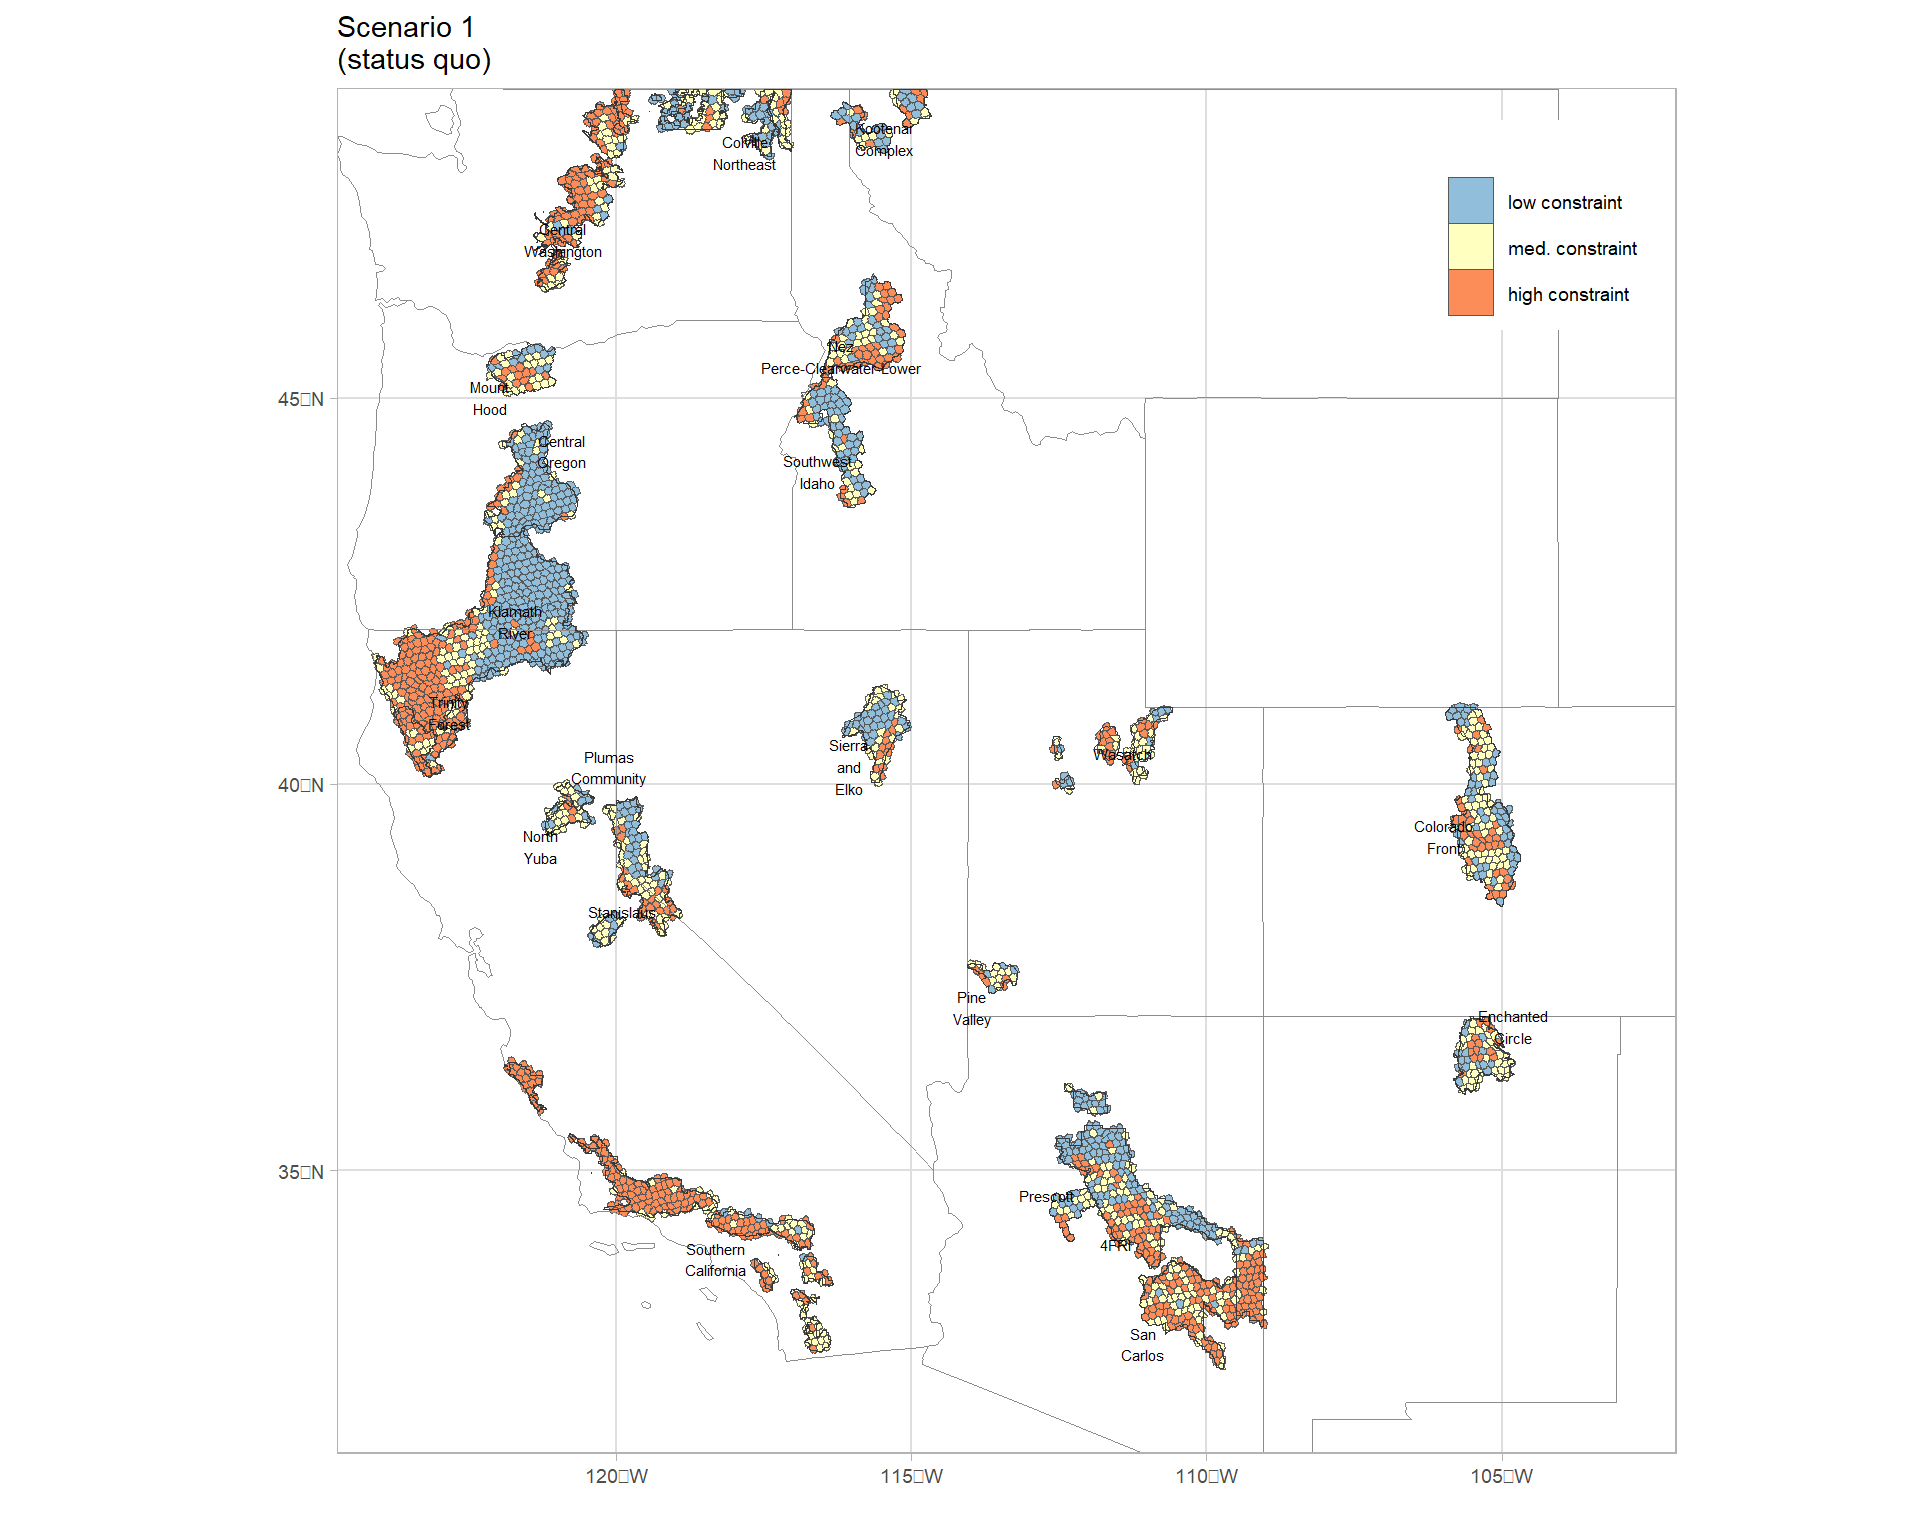 Scenario 1
(status quo)
Colville
Northeast
Kootenai
Complex
low constraint
med. constraint
high constraint
Central
Washington
Nez
Perce-Clearwater-Lower
Mount
Hood
45□N
Central
Oregon
Southwest
Idaho
Klamath
River
Trinity
Forest
Plumas
Community
Sierra
and
Elko
Wasatch
40□N
North
Yuba
Colorado
Front
Stanislaus
Pine
Valley
Enchanted
Circle
35□N
Prescott
4FRI
Southern
California
San
Carlos
120□W
115□W
110□W
105□W